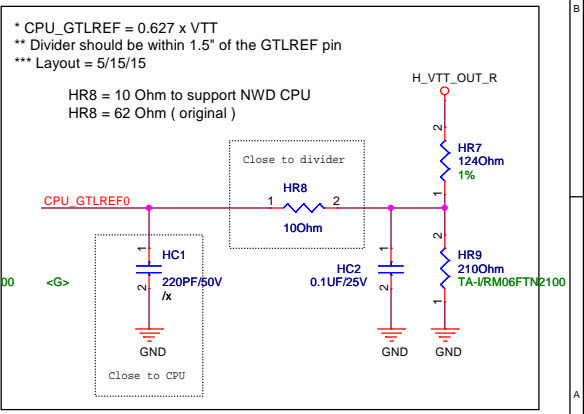 * CPU_GTLREF = 0.627 x VTT
** Divider should be within 1.5" of the GTLREF pin
*** Layout = 5/15/15
HR8 = 10 Ohm to support NWD CPU
HR8 = 62 Ohm ( original )
H_VTT_OUT_R
2
HR7
124Ohm
1%
1
Close to divider
HR8
1 2
10Ohm
CPU_GTLREF0
1
HC1
220PF/50V
/x
2
GND
Close to CPU
1
HC2
0.1UF/25V
2
GND
2
HR9
210Ohm
TA-I/RM06FTN2100
1
GND
00 <G>
B
A